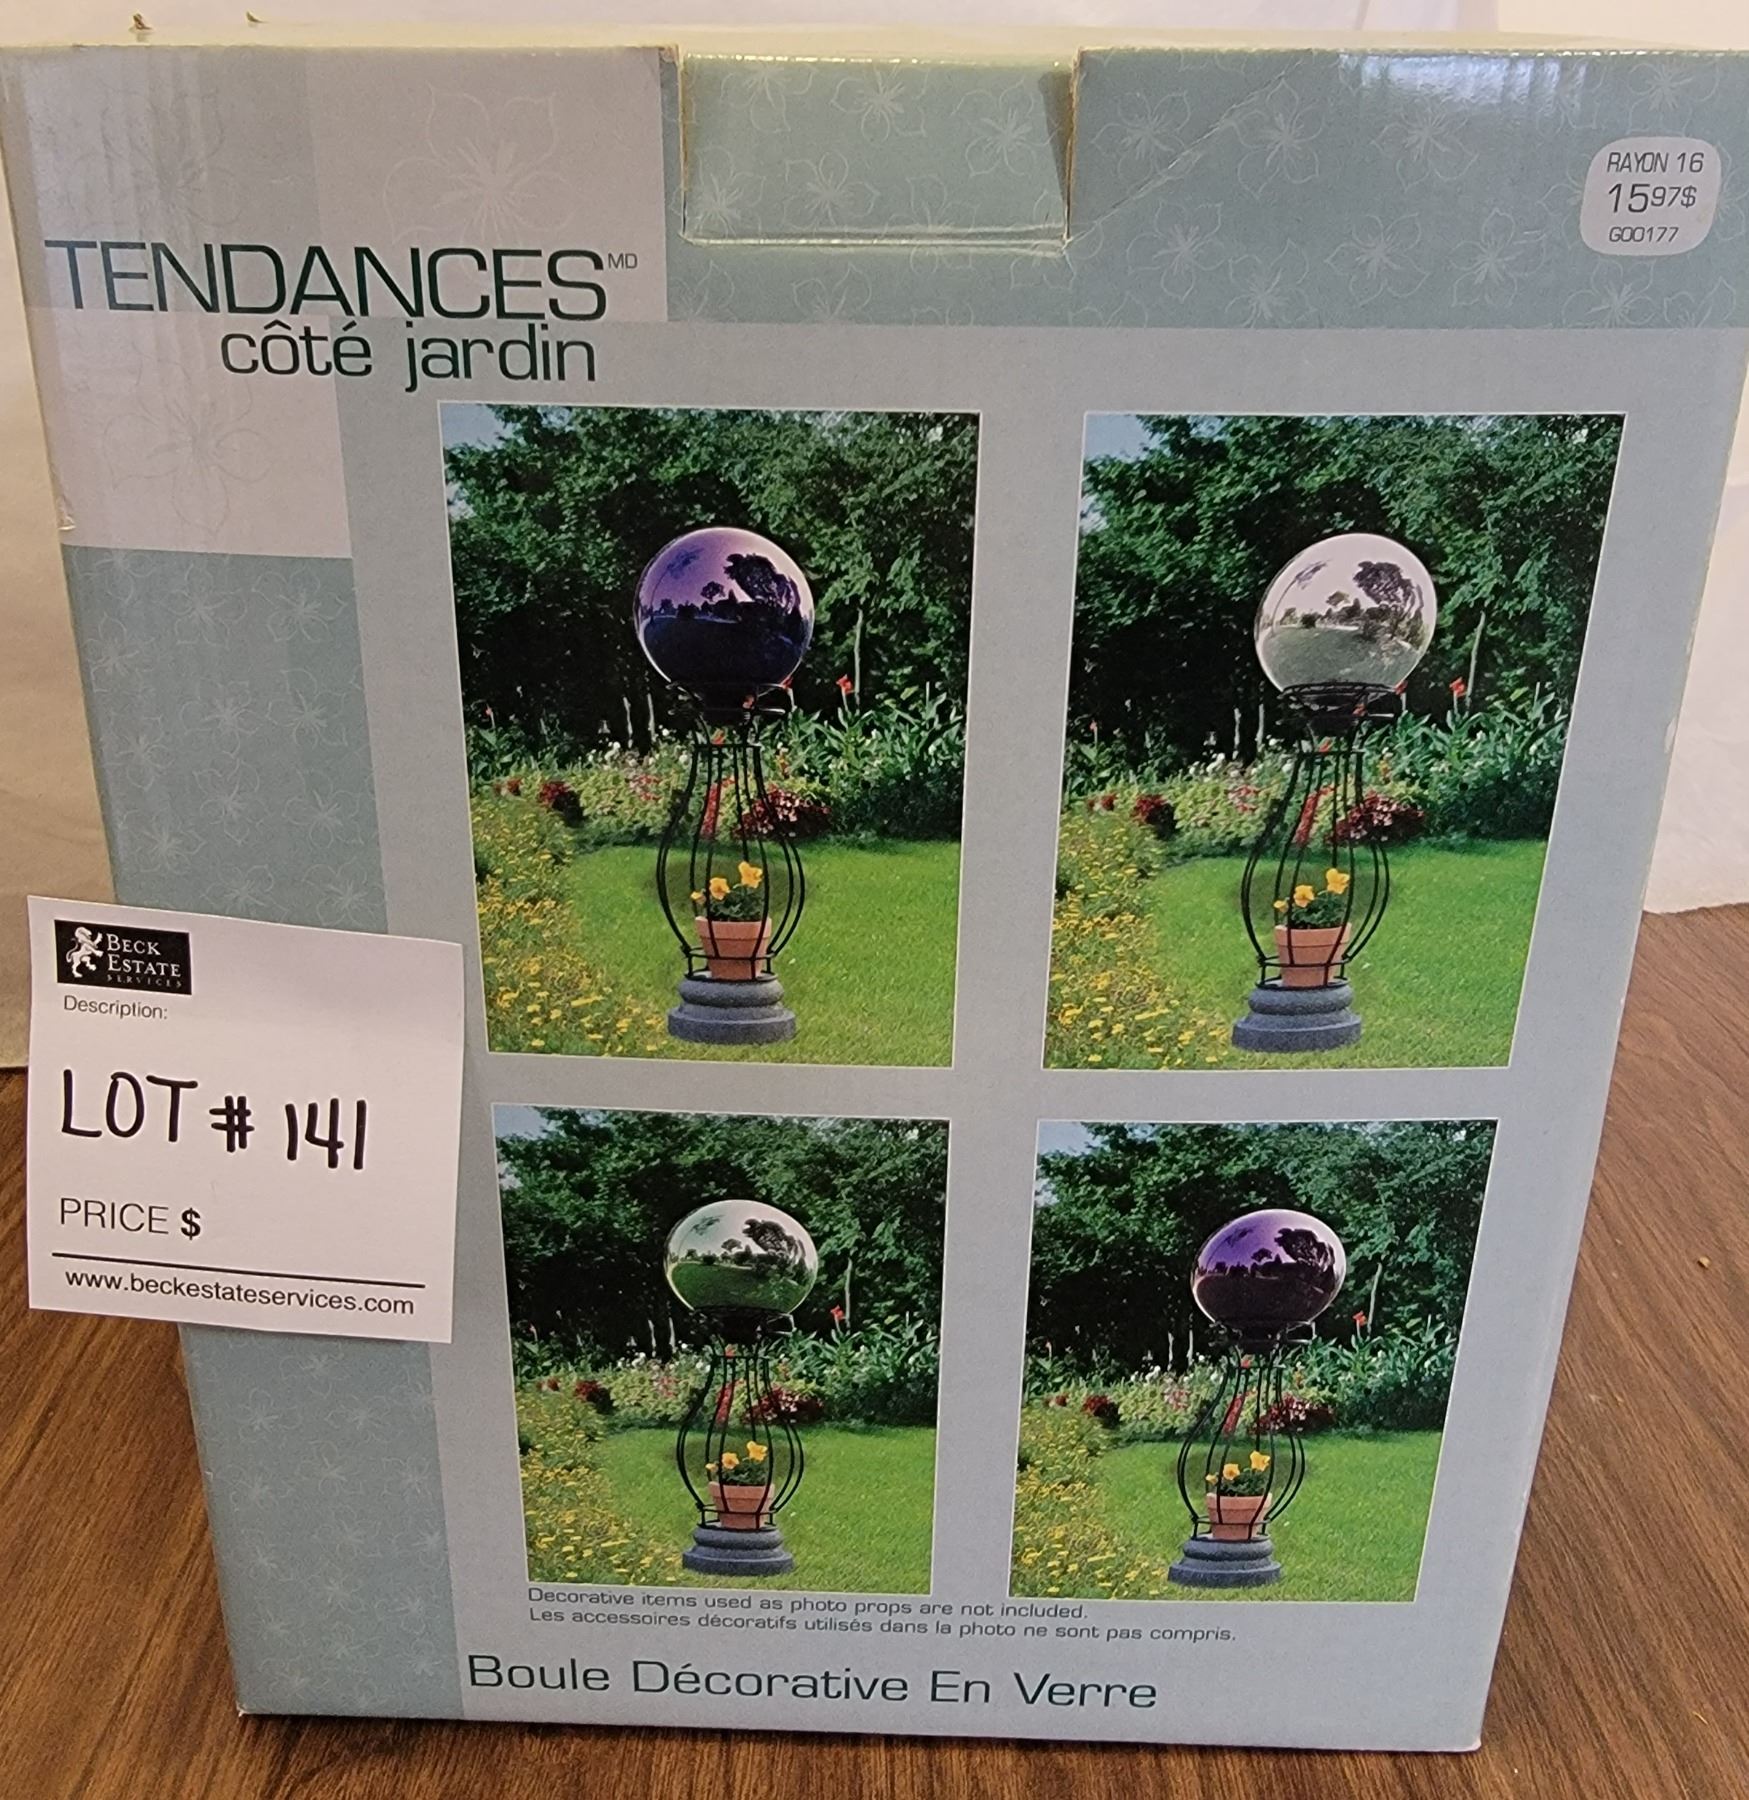 TENDANCES MD
côté jardin
RAYON 16
15 97$
G00177
BECK
ESTATE
SERVICES
Description:
LOT # 141
PRICE $
www.beckestateservices.com
Decorative items used as photo props are not included.
Les accessoires décoratifs utilisés dans la photo ne sont pas compris.
Boule Décorative En Verre